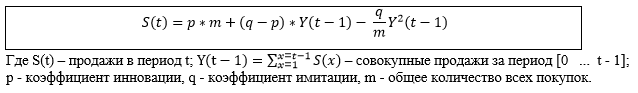 S(t) = p ∗ m + (q − p) ∗ Y(t − 1) − q/m Y²(t − 1)
Где S(t) – продажи в период t; Y(t − 1) = ∑ₓ₌₁ˣ⁼ᵗ⁻¹ S(x) – совокупные продажи за период [0 ... t - 1];
p - коэффициент инновации, q - коэффициент имитации, m - общее количество всех покупок.